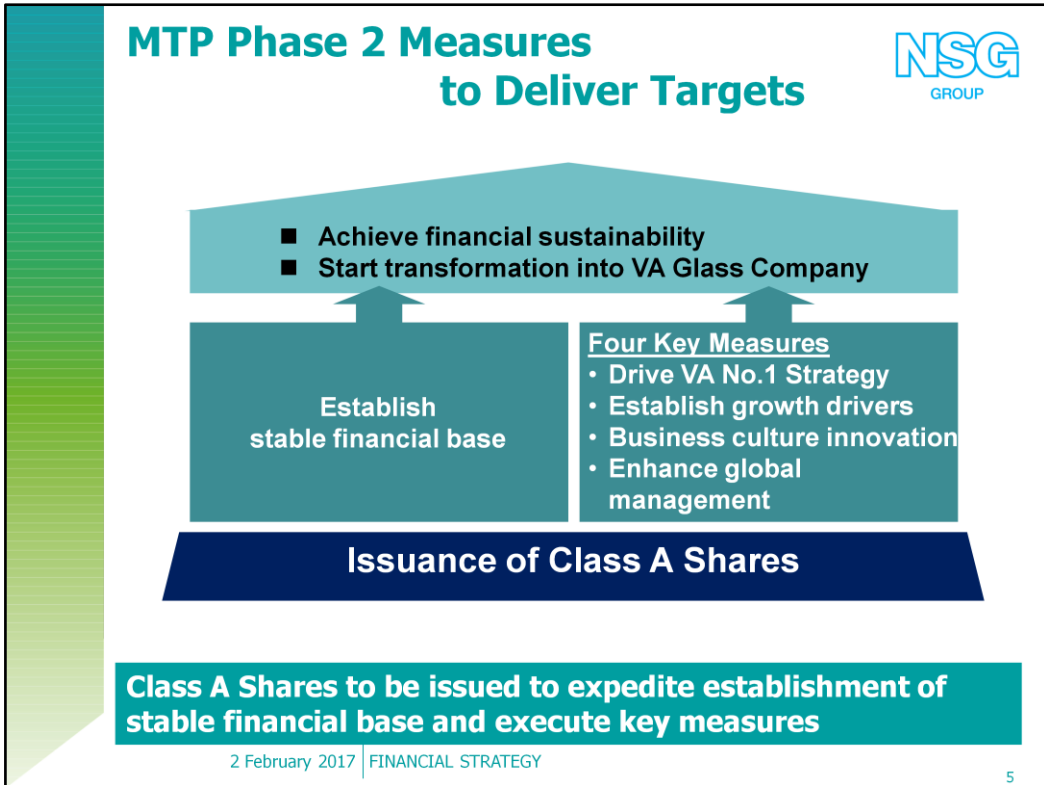 MTP Phase 2 Measures
to Deliver Targets
NSG
GROUP
■ Achieve financial sustainability
■ Start transformation into VA Glass Company
Establish
stable financial base
Four Key Measures
• Drive VA No.1 Strategy
• Establish growth drivers
• Business culture innovation
• Enhance global
management
Issuance of Class A Shares
Class A Shares to be issued to expedite establishment of
stable financial base and execute key measures
2 February 2017 | FINANCIAL STRATEGY
5